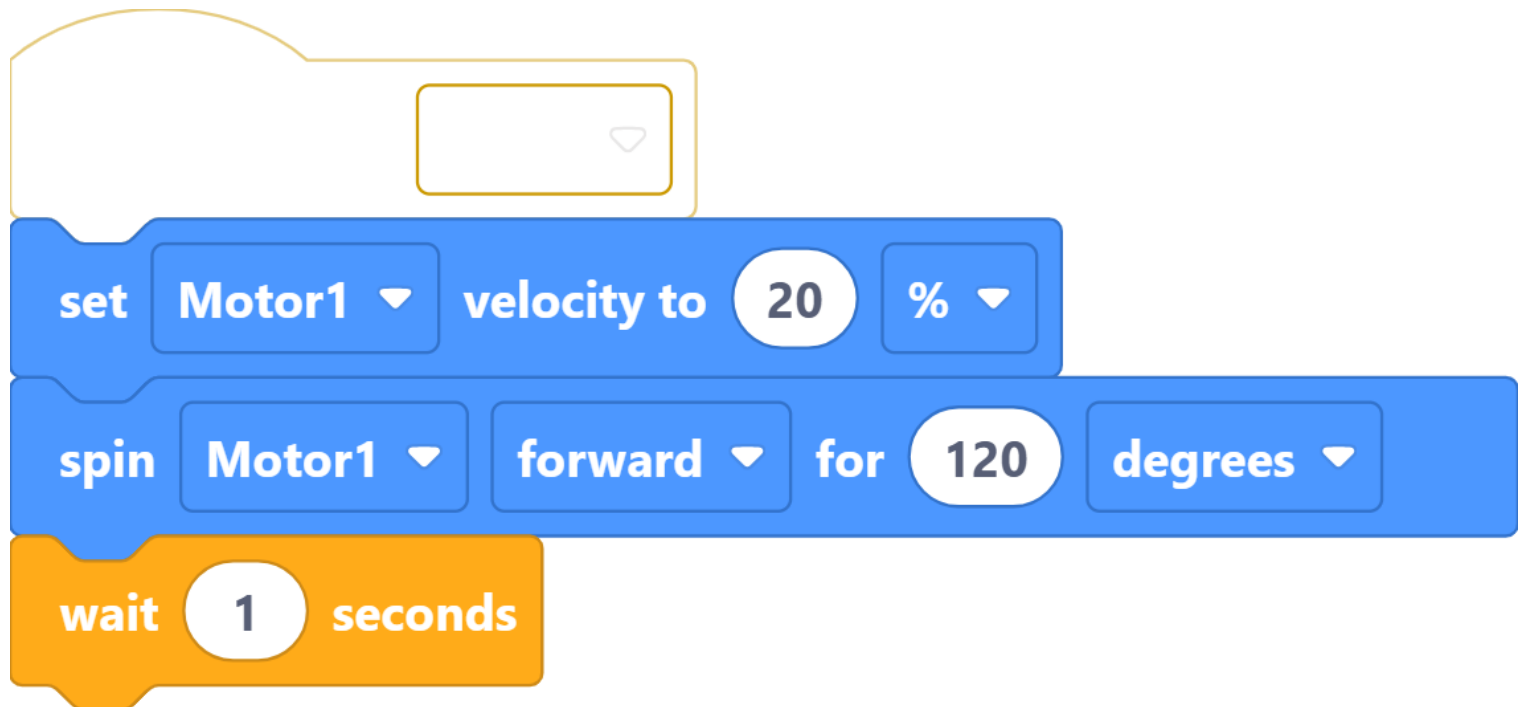 set Motor1 velocity to 20 %
spin Motor1 forward for 120 degrees
wait 1 seconds